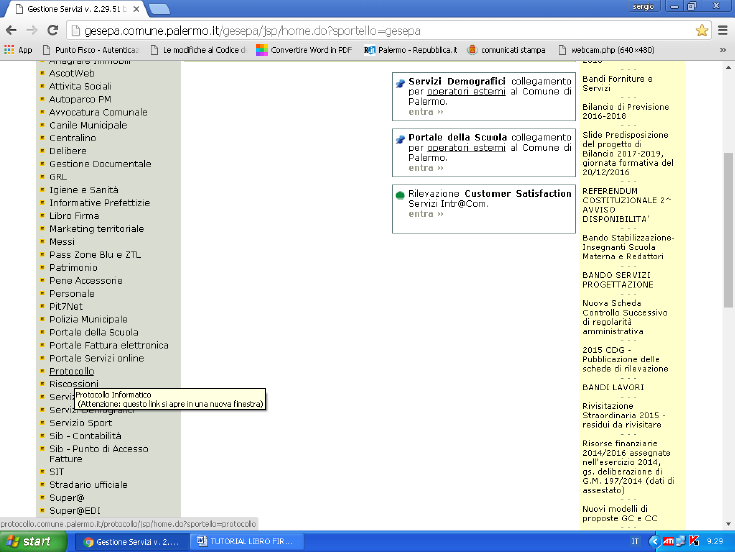 Gestione Servizi v. 2.29.51 b
sergio
gesepa.comune.palermo.it/gesepa/jsp/home.do?sportello=gesepa
App
Punto Fisco - Autenticaz
Le modifiche al Codice d
Convertire Word in PDF
Palermo - Repubblica.it
comunicati stampa
webcam.php (640×480)
»
Anagrafe Immobili
AscotWeb
Attivita Sociali
Autoparco PM
Avvocatura Comunale
Canile Municipale
Centralino
Delibere
Gestione Documentale
GRL
Igiene e Sanità
Informative Prefettizie
Libro Firma
Marketing territoriale
Messi
Pass Zone Blu e ZTL
Patrimonio
Pene Accessorie
Personale
Pit7Net
Polizia Municipale
Portale della Scuola
Portale Fattura elettronica
Portale Servizi online
Protocollo
Riscossioni
Protocollo Informatico
(Attenzione: questo link si apre in una nuova finestra)
Serviz
Servizi Demografici
Servizio Sport
Sib - Contabilità
Sib - Punto di Accesso
Fatture
SIT
Stradario ufficiale
Super@
Super@EDI
Servizi Demografici collegamento
per operatori esterni al Comune di
Palermo.
entra »
Portale della Scuola collegamento
per operatori esterni al Comune di
Palermo.
entra »
Rilevazione Customer Satisfaction
Servizi Intr@Com.
entra »
2016
- - -
Bandi Forniture e
Servizi
- - -
Bilancio di Previsione
2016-2018
- - -
Slide Predisposizione
del progetto di
Bilancio 2017-2019,
giornata formativa del
20/12/2016
- - -
REFERENDUM
COSTITUZIONALE 2^
AVVISO
DISPONIBILITA'
- - -
Bando Stabilizzazione-
Insegnanti Scuola
Materna e Redattori
- - -
BANDO SERVIZI
PROGETTAZIONE
- - -
Nuova Scheda
Controllo Successivo
di regolarità
amministrativa
- - -
2015 CDG -
Pubblicazione delle
schede di rilevazione
- - -
BANDI LAVORI
- - -
Rivisitazione
Straordinaria 2015 -
residui da rivisitare
- - -
Risorse finanziarie
2014/2016 assegnate
nell'esercizio 2014,
gs. deliberazione di
G.M. 197/2014 (dati di
assestato)
- - -
Nuovi modelli di
proposte GC e CC
protocollo.comune.palermo.it/protocollo/jsp/home.do?sportello=protocollo
start
Gestione Servizi v. 2....
TUTORIAL LIBRO FIR...
IT
9.29